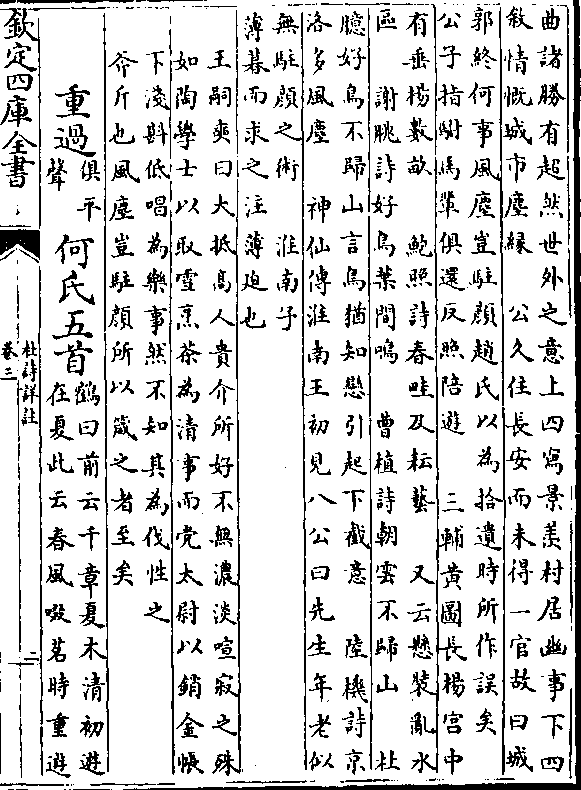 曲諸勝有超然世外之意上四寫景羨村居幽事下四
敘情慨城市塵緣　公久住長安而未得一官故曰城
郭終何事風塵豈駐顔趙氏以為拾遺時所作誤矣
公子指駙馬輩俱還反照陪遊　三輔黄圖長楊宫中
有垂楊數畝　鮑照詩春畦及耘藝　又云懸裝亂水
區　謝朓詩好鳥葉間鳴　曹植詩朝雲不歸山　杜
臆好鳥不歸山言鳥猶知戀引起下截意　陸機詩京
洛多風塵　神仙傳淮南王初見八公曰先生年老似
無駐顔之術　淮南子
薄暮而求之注薄廹也
王嗣奭曰大抵高人貴介所好不無濃淡喧寂之殊
如陶學士以取雪烹茶為清事而党太尉以銷金帳
下淺斟低唱為樂事然不知其為伐性之
斧斤也風塵豈駐顔所以箴之者至矣
重過俱平聲何氏五首鶴曰前云千章夏木清初遊在夏此云春風啜茗時重遊
欽定四庫全書
杜詩詳註
卷三
二